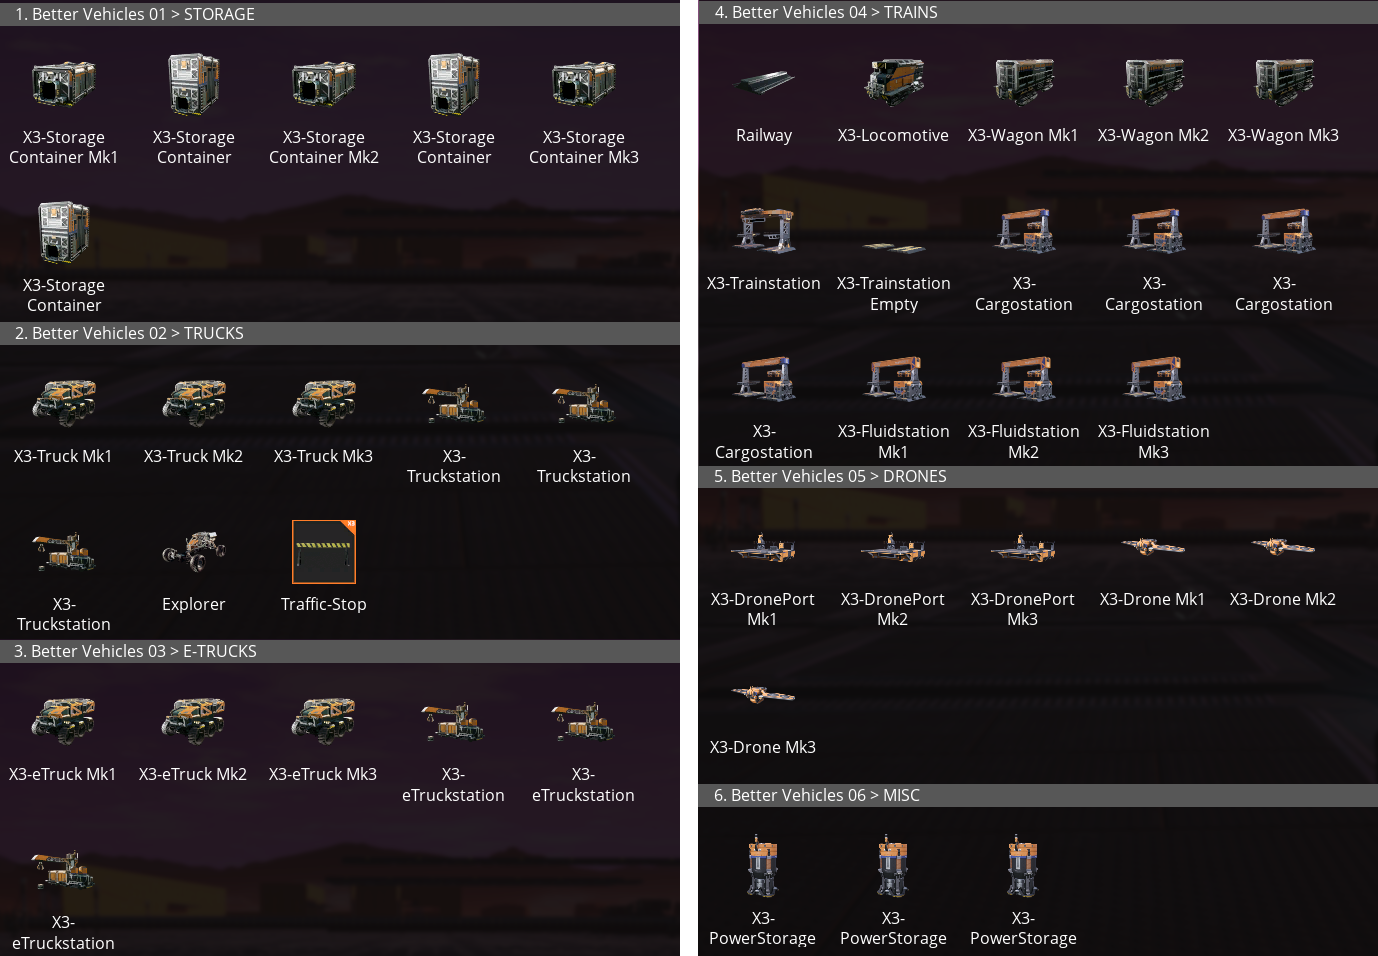 1. Better Vehicles 01 > STORAGE
X3-Storage
Container Mk1
X3-Storage
Container
X3-Storage
Container Mk2
X3-Storage
Container
X3-Storage
Container Mk3
X3-Storage
Container
2. Better Vehicles 02 > TRUCKS
X3-Truck Mk1
X3-Truck Mk2
X3-Truck Mk3
X3-
Truckstation
X3-
Truckstation
X3-
Truckstation
Explorer
X3
Traffic-Stop
3. Better Vehicles 03 > E-TRUCKS
X3-eTruck Mk1
X3-eTruck Mk2
X3-eTruck Mk3
X3-
eTruckstation
X3-
eTruckstation
X3-
eTruckstation
4. Better Vehicles 04 > TRAINS
Railway
X3-Locomotive
X3-Wagon Mk1
X3-Wagon Mk2
X3-Wagon Mk3
X3-Trainstation
X3-Trainstation
Empty
X3-
Cargostation
X3-
Cargostation
X3-
Cargostation
X3-
Cargostation
X3-Fluidstation
Mk1
X3-Fluidstation
Mk2
X3-Fluidstation
Mk3
5. Better Vehicles 05 > DRONES
X3-DronePort
Mk1
X3-DronePort
Mk2
X3-DronePort
Mk3
X3-Drone Mk1
X3-Drone Mk2
X3-Drone Mk3
6. Better Vehicles 06 > MISC
X3-
PowerStorage
X3-
PowerStorage
X3-
PowerStorage